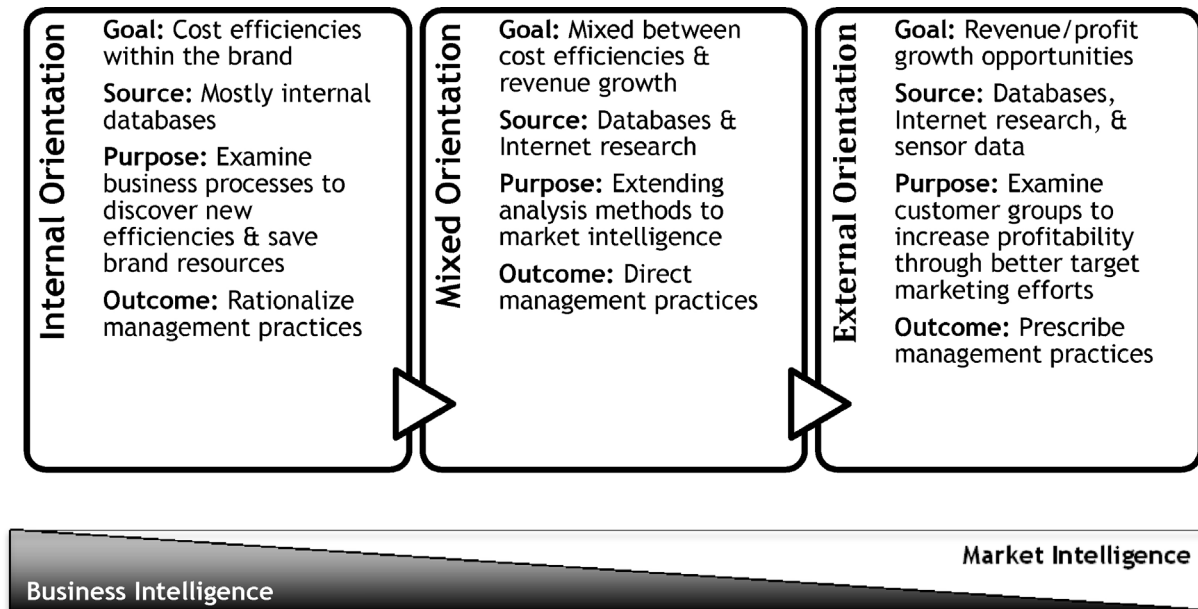 Internal Orientation
Goal: Cost efficiencies
within the brand
Source: Mostly internal
databases
Purpose: Examine
business processes to
discover new
efficiencies & save
brand resources
Outcome: Rationalize
management practices
Mixed Orientation
Goal: Mixed between
cost efficiencies &
revenue growth
Source: Databases &
Internet research
Purpose: Extending
analysis methods to
market intelligence
Outcome: Direct
management practices
External Orientation
Goal: Revenue/profit
growth opportunities
Source: Databases,
Internet research, &
sensor data
Purpose: Examine
customer groups to
increase profitability
through better target
marketing efforts
Outcome: Prescribe
management practices
Market Intelligence
Business Intelligence